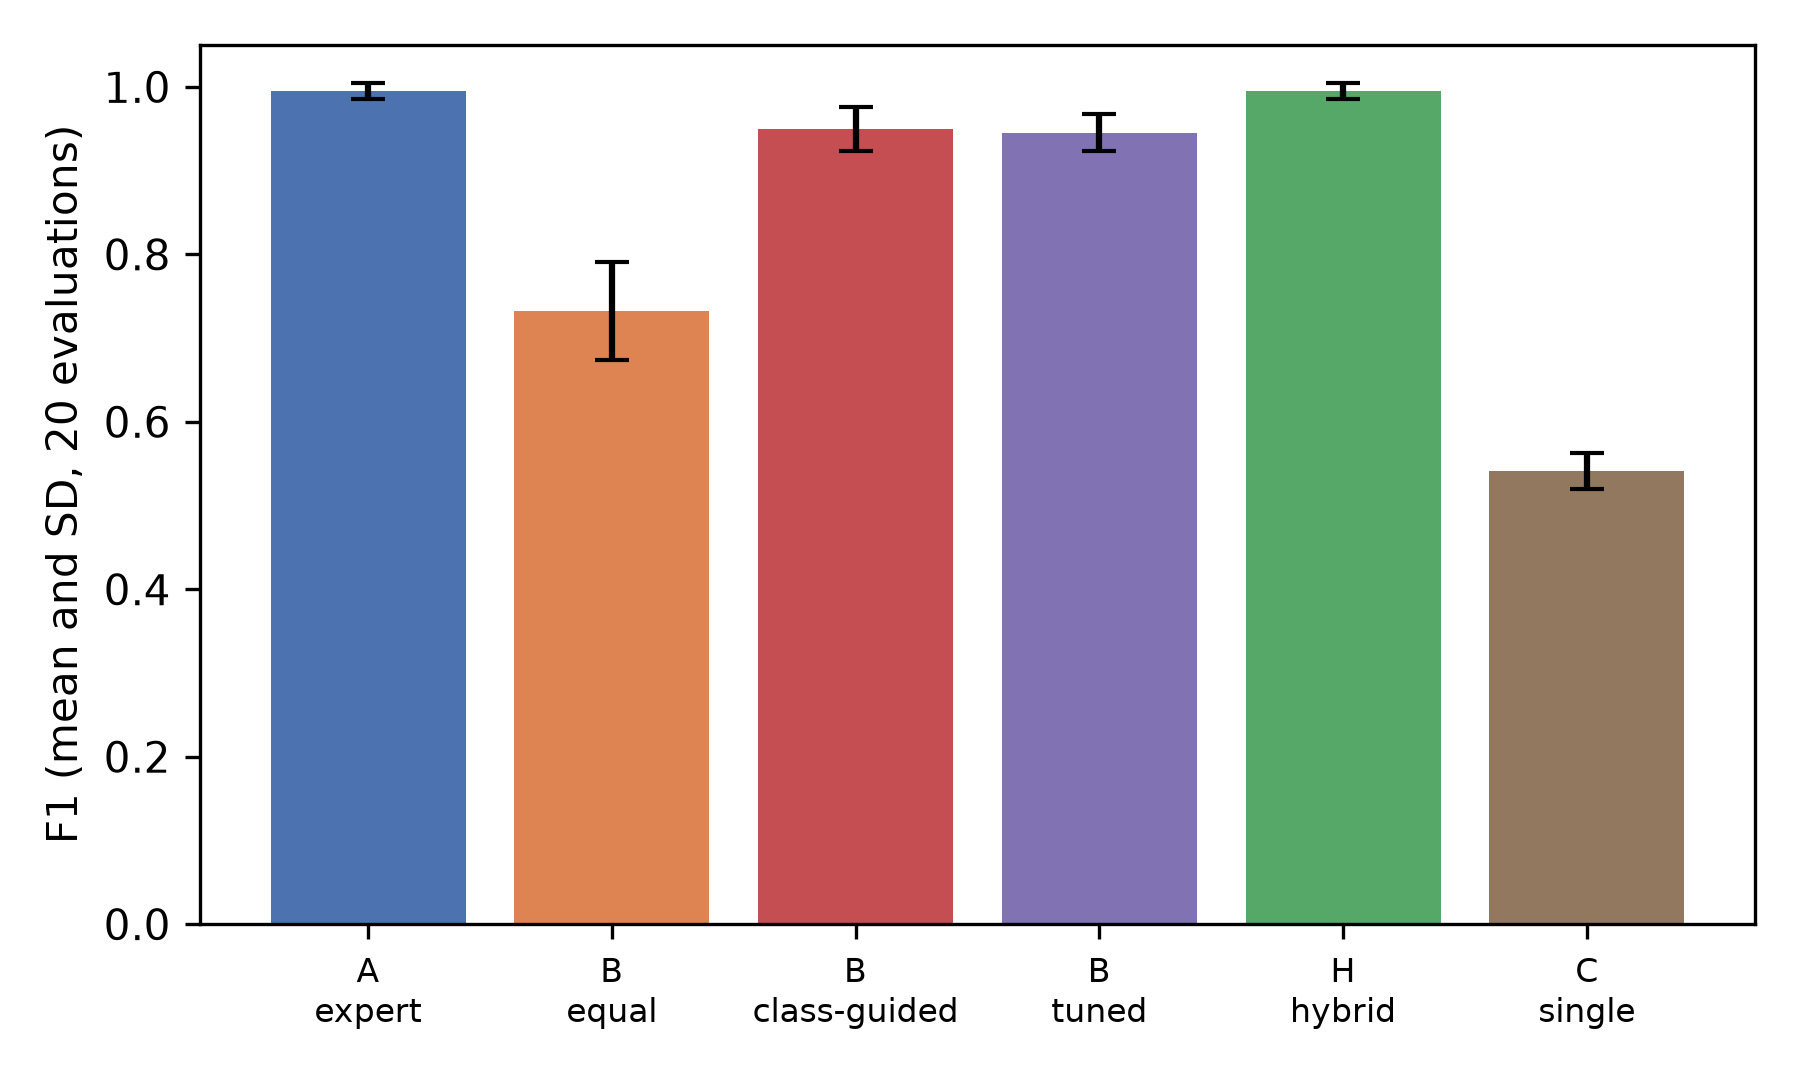 F1 (mean and SD, 20 evaluations)
1.0
0.8
0.6
0.4
0.2
0.0
A
expert
B
equal
B
class-guided
B
tuned
H
hybrid
C
single